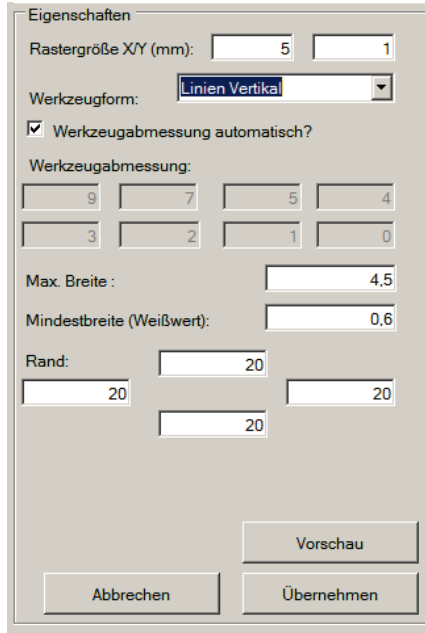 Eigenschaften
Rastergröße X/Y (mm): 5 1
Werkzeugform: Linien Vertikal
Werkzeugabmessung automatisch?
Werkzeugabmessung:
9 7 5 4
3 2 1 0
Max. Breite : 4,5
Mindestbreite (Weißwert): 0,6
Rand: 20
20 20
20
Vorschau
Abbrechen Übernehmen